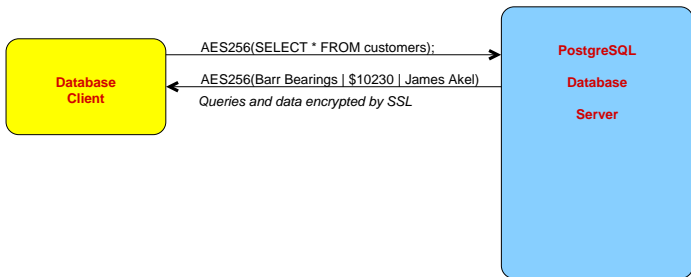 Database
Client
AES256(SELECT * FROM customers);
AES256(Barr Bearings | $10230 | James Akel)
Queries and data encrypted by SSL
PostgreSQL
Database
Server